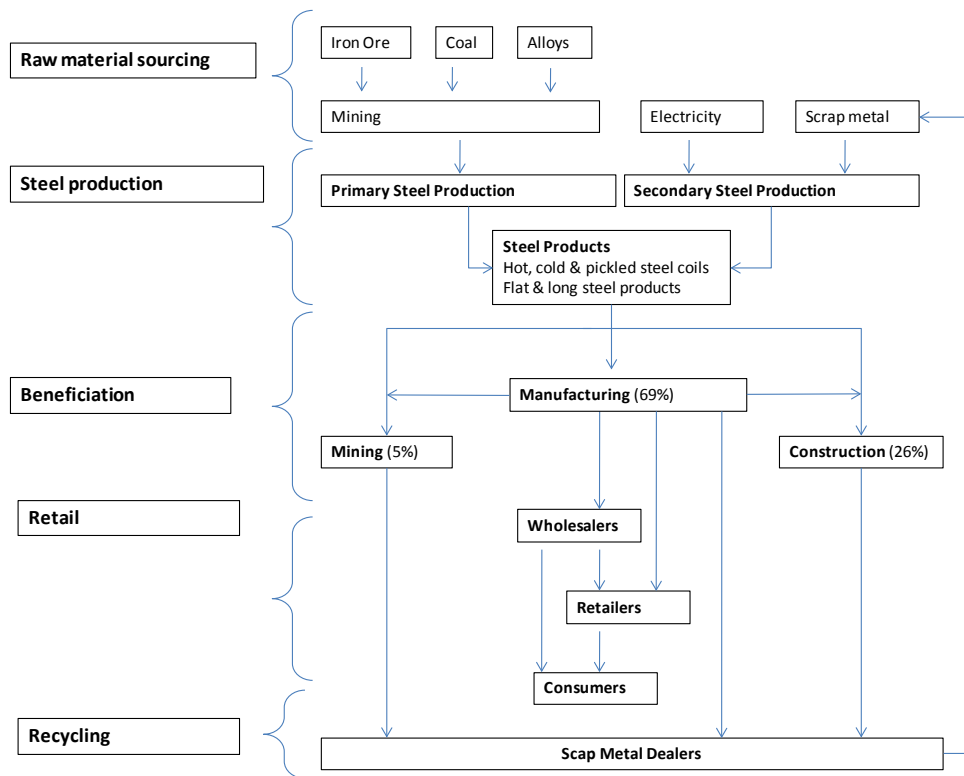 Raw material sourcing
Iron Ore
Coal
Alloys
Mining
Electricity
Scrap metal
Steel production
Primary Steel Production
Secondary Steel Production
Steel Products
Hot, cold & pickled steel coils
Flat & long steel products
Beneficiation
Manufacturing (69%)
Mining (5%)
Construction (26%)
Retail
Wholesalers
Retailers
Consumers
Recycling
Scap Metal Dealers